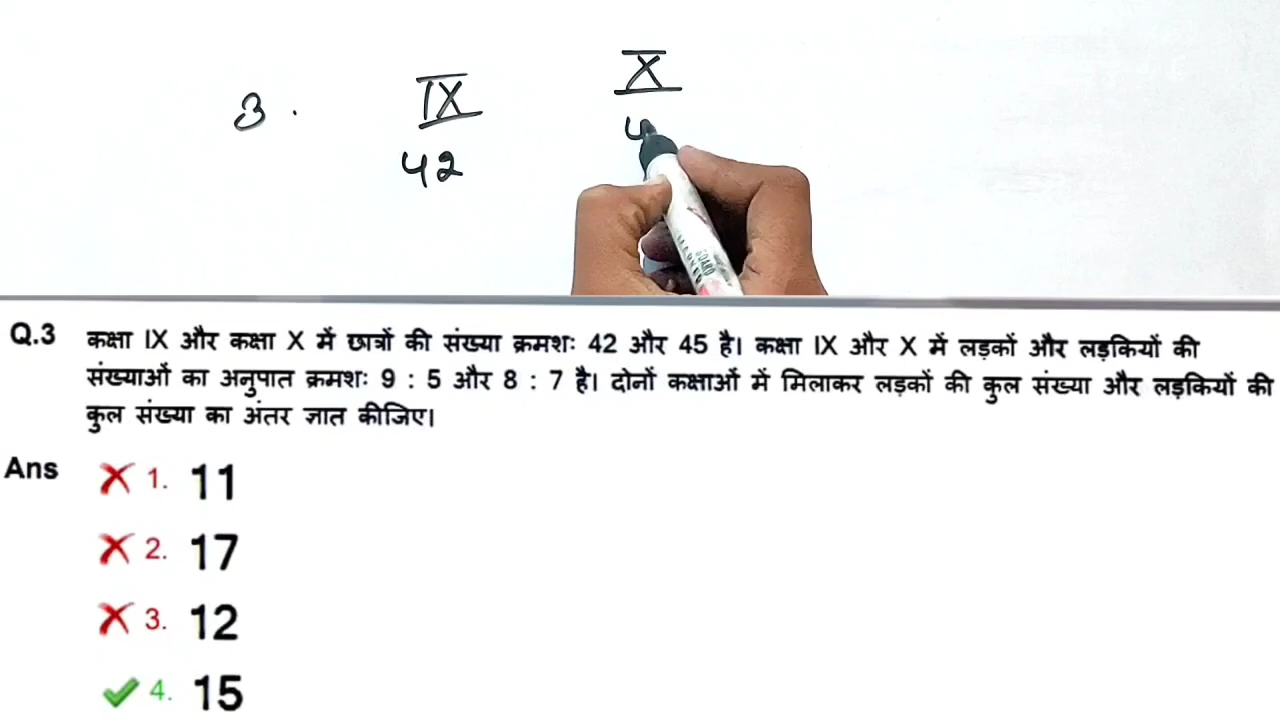 3.
IX
X
42
4
Q.3 कक्षा IX और कक्षा X में छात्रों की संख्या क्रमशः 42 और 45 है। कक्षा IX और X में लड़कों और लड़कियों की
संख्याओं का अनुपात क्रमशः 9 : 5 और 8 : 7 है। दोनों कक्षाओं में मिलाकर लड़कों की कुल संख्या और लड़कियों की
कुल संख्या का अंतर ज्ञात कीजिए।
Ans 1. 11
2. 17
3. 12
4. 15